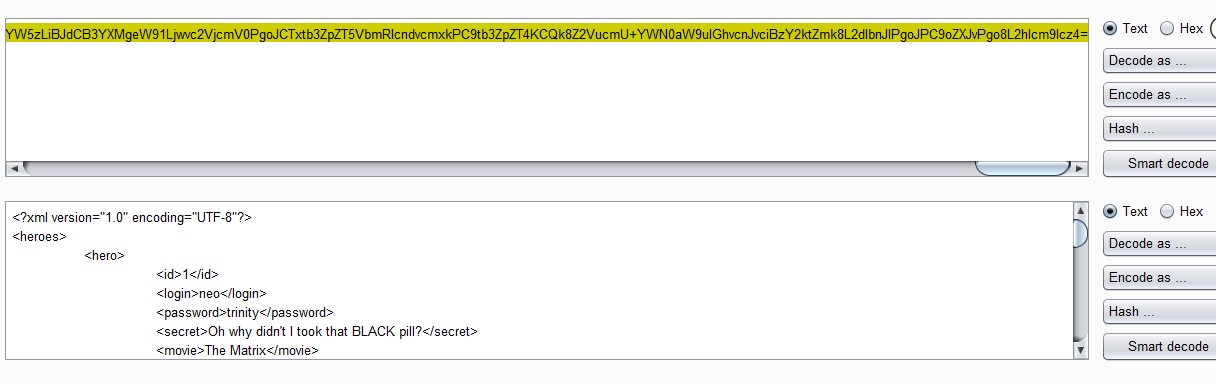 YW5zLiBJdCB3YXMgeW91Ljwvc2VjcmV0PgoJCTxtb3ZpZT5VbmRlcndvcmxkPC9tb3ZpZT4KCQk8Z2VucmU+YWN0aW9uIGhvcnJvciBzY2ktZmk8L2dlbnJlPgoJPC9oZXJvPgo8L2hlcm9lcz4=
Text Hex
Decode as ...
Encode as ...
Hash ...
Smart decode
<?xml version="1.0" encoding="UTF-8"?>
<heroes>
<hero>
<id>1</id>
<login>neo</login>
<password>trinity</password>
<secret>Oh why didn't I took that BLACK pill?</secret>
<movie>The Matrix</movie>
Text Hex
Decode as ...
Encode as ...
Hash ...
Smart decode